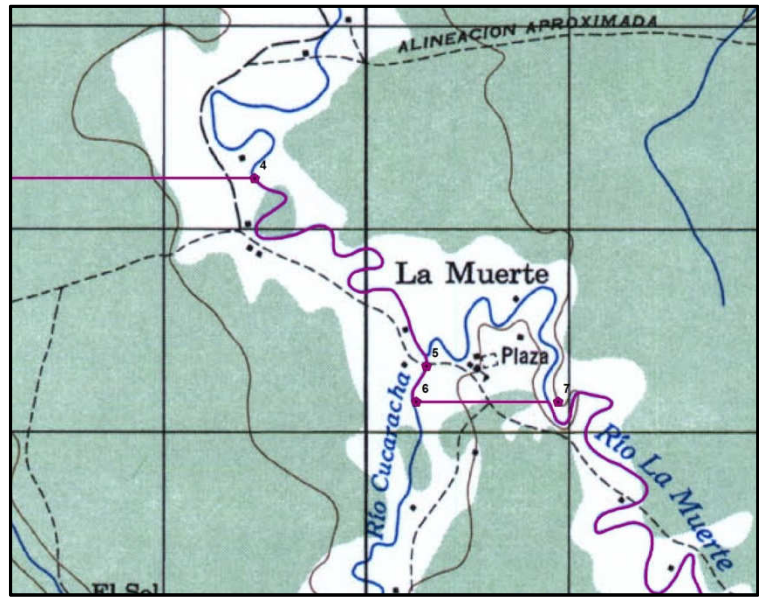 ALINEACION APROXIMADA
4
La Muerte
5
Plaza
6
7
Río Cucaracha
Río La Muerte
El Sol